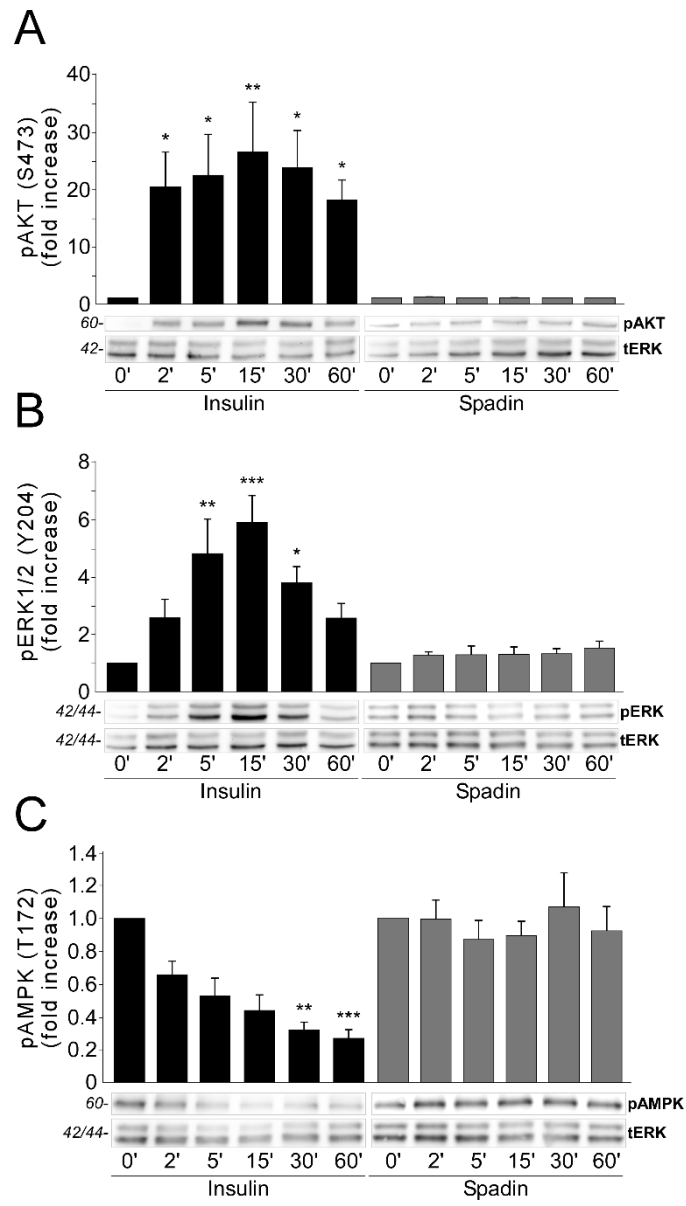 A
pAKT (S473)
(fold increase)
40
30
20
10
0
* * ** * *
60- pAKT
42- tERK
0' 2' 5' 15' 30' 60' 0' 2' 5' 15' 30' 60'
Insulin Spadin
B
pERK1/2 (Y204)
(fold increase)
8
6
4
2
0
** *** *
42/44- pERK
42/44- tERK
0' 2' 5' 15' 30' 60' 0' 2' 5' 15' 30' 60'
Insulin Spadin
C
pAMPK (T172)
(fold increase)
1.4
1.2
1.0
0.8
0.6
0.4
0.2
0
** ***
60- pAMPK
42/44- tERK
0' 2' 5' 15' 30' 60' 0' 2' 5' 15' 30' 60'
Insulin Spadin